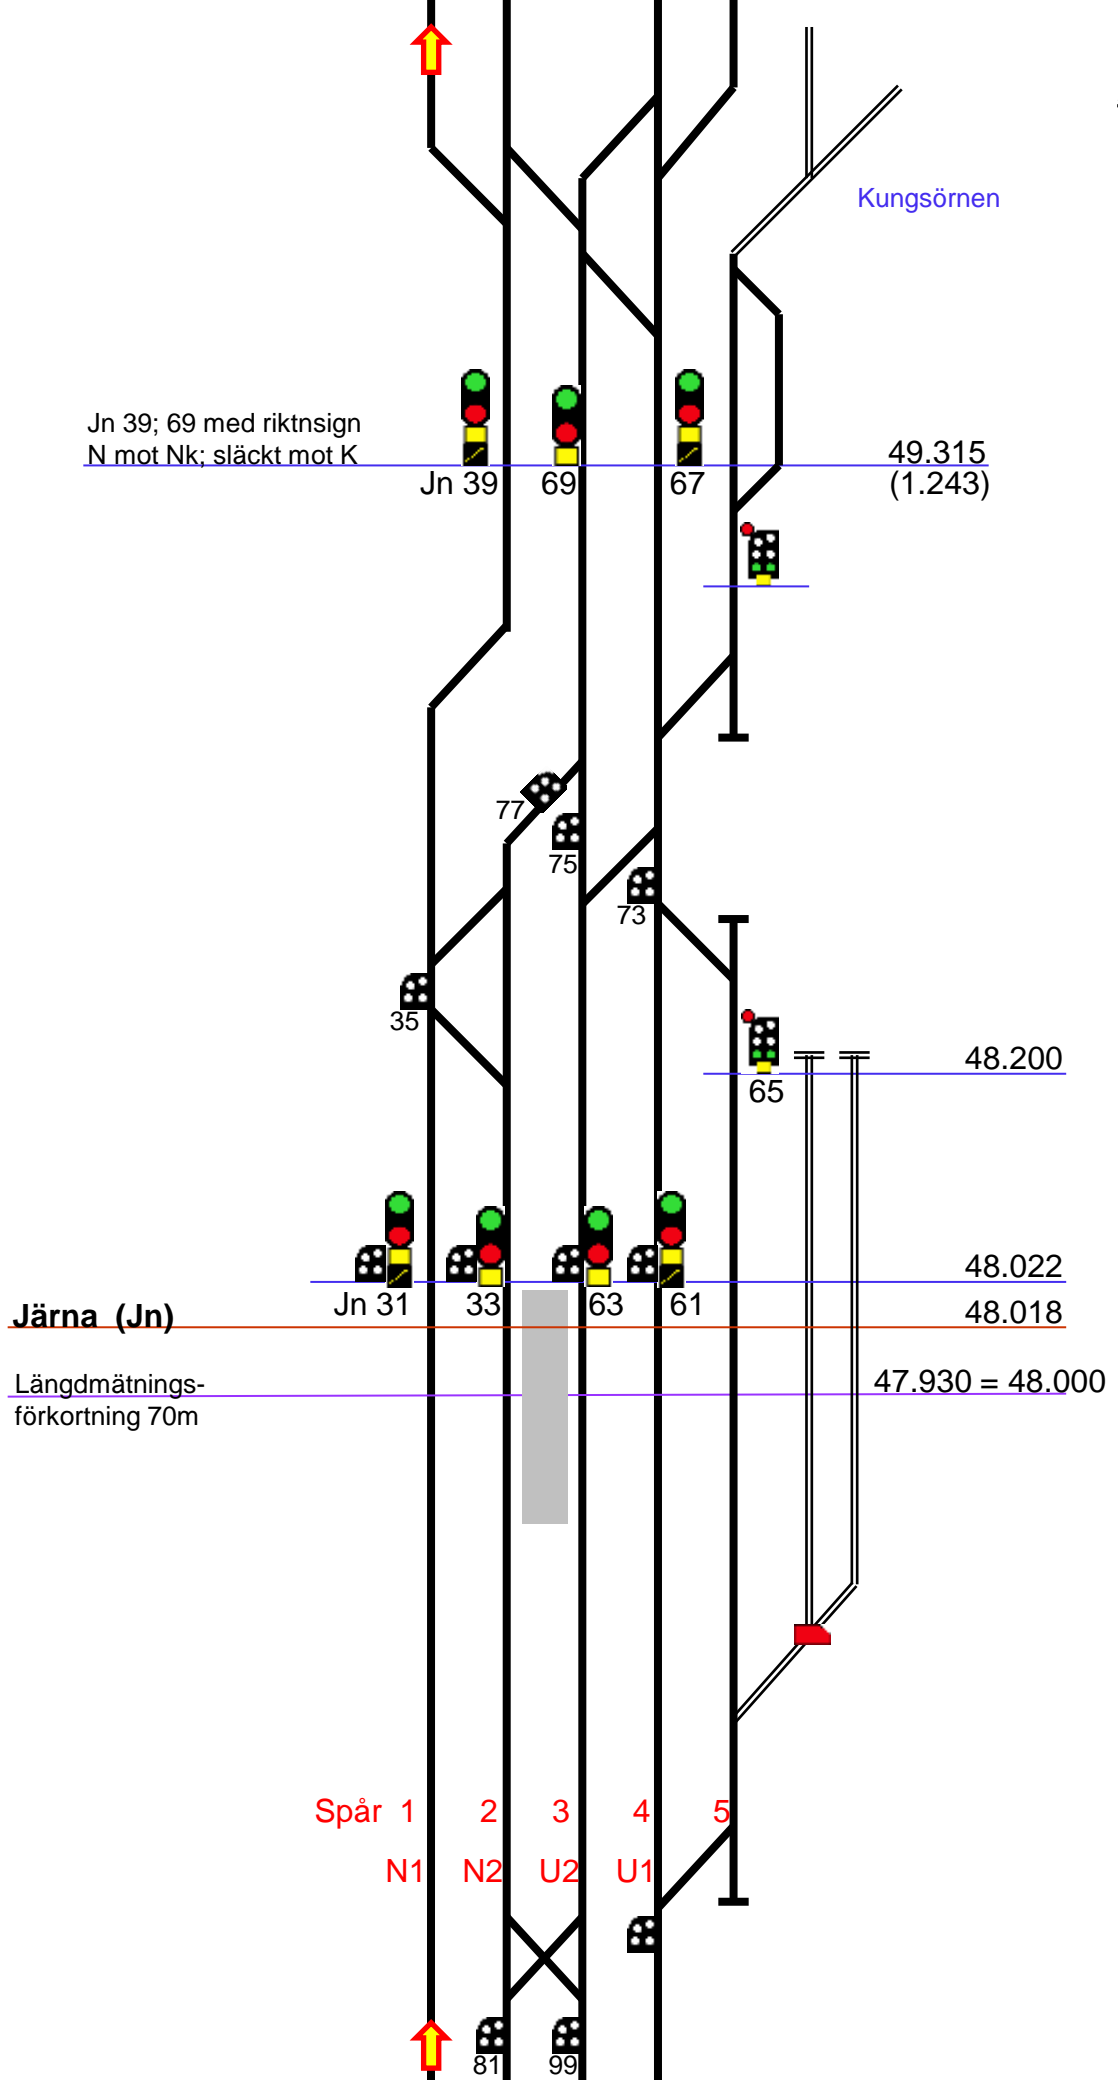 Kungsörnen
Jn 39; 69 med riktnsign
N mot Nk; släckt mot K
49.315
(1.243)
Jn 39
69
67
77
75
73
35
48.200
65
48.022
Jn 31
33
63
61
Järna (Jn)
48.018
Längdmätnings-
förkortning 70m
47.930 = 48.000
Spår 1 2 3 4 5
N1 N2 U2 U1
81
99